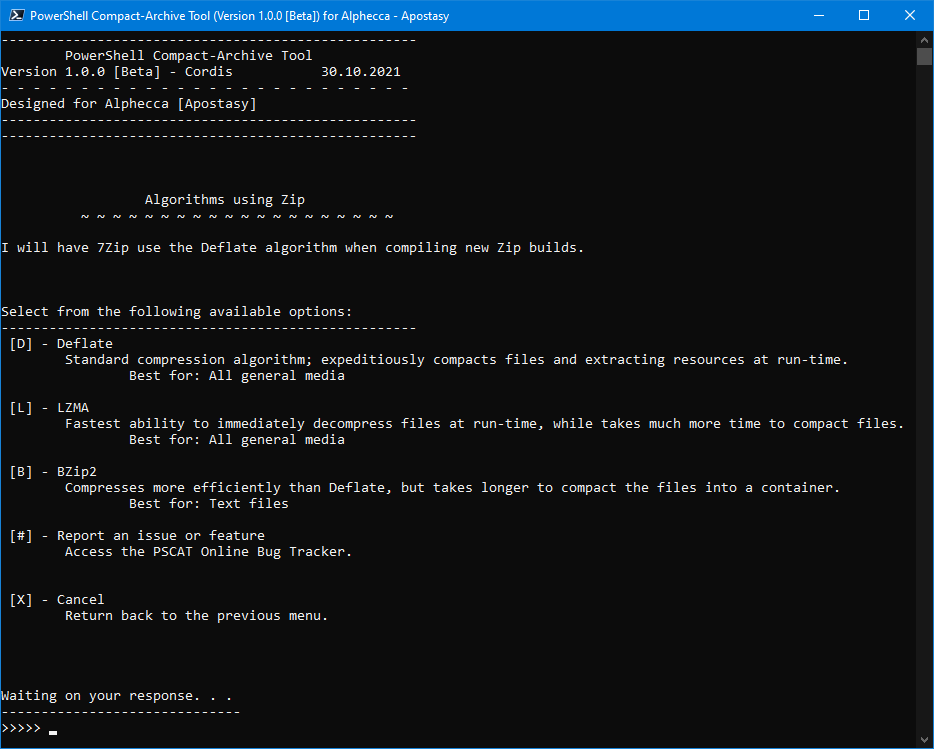 PowerShell Compact-Archive Tool (Version 1.0.0 [Beta]) for Alphecca - Apostasy
----------------------------------------------------
PowerShell Compact-Archive Tool
Version 1.0.0 [Beta] - Cordis 30.10.2021
- - - - - - - - - - - - - - - - - - - - - - - - - -
Designed for Alphecca [Apostasy]
----------------------------------------------------
----------------------------------------------------
Algorithms using Zip
~ ~ ~ ~ ~ ~ ~ ~ ~ ~ ~ ~ ~ ~ ~ ~ ~ ~ ~ ~
I will have 7Zip use the Deflate algorithm when compiling new Zip builds.
Select from the following available options:
----------------------------------------------------
[D] - Deflate
Standard compression algorithm; expeditiously compacts files and extracting resources at run-time.
Best for: All general media
[L] - LZMA
Fastest ability to immediately decompress files at run-time, while takes much more time to compact files.
Best for: All general media
[B] - BZip2
Compresses more efficiently than Deflate, but takes longer to compact the files into a container.
Best for: Text files
[#] - Report an issue or feature
Access the PSCAT Online Bug Tracker.
[X] - Cancel
Return back to the previous menu.
Waiting on your response. . .
------------------------------
>>>>> _